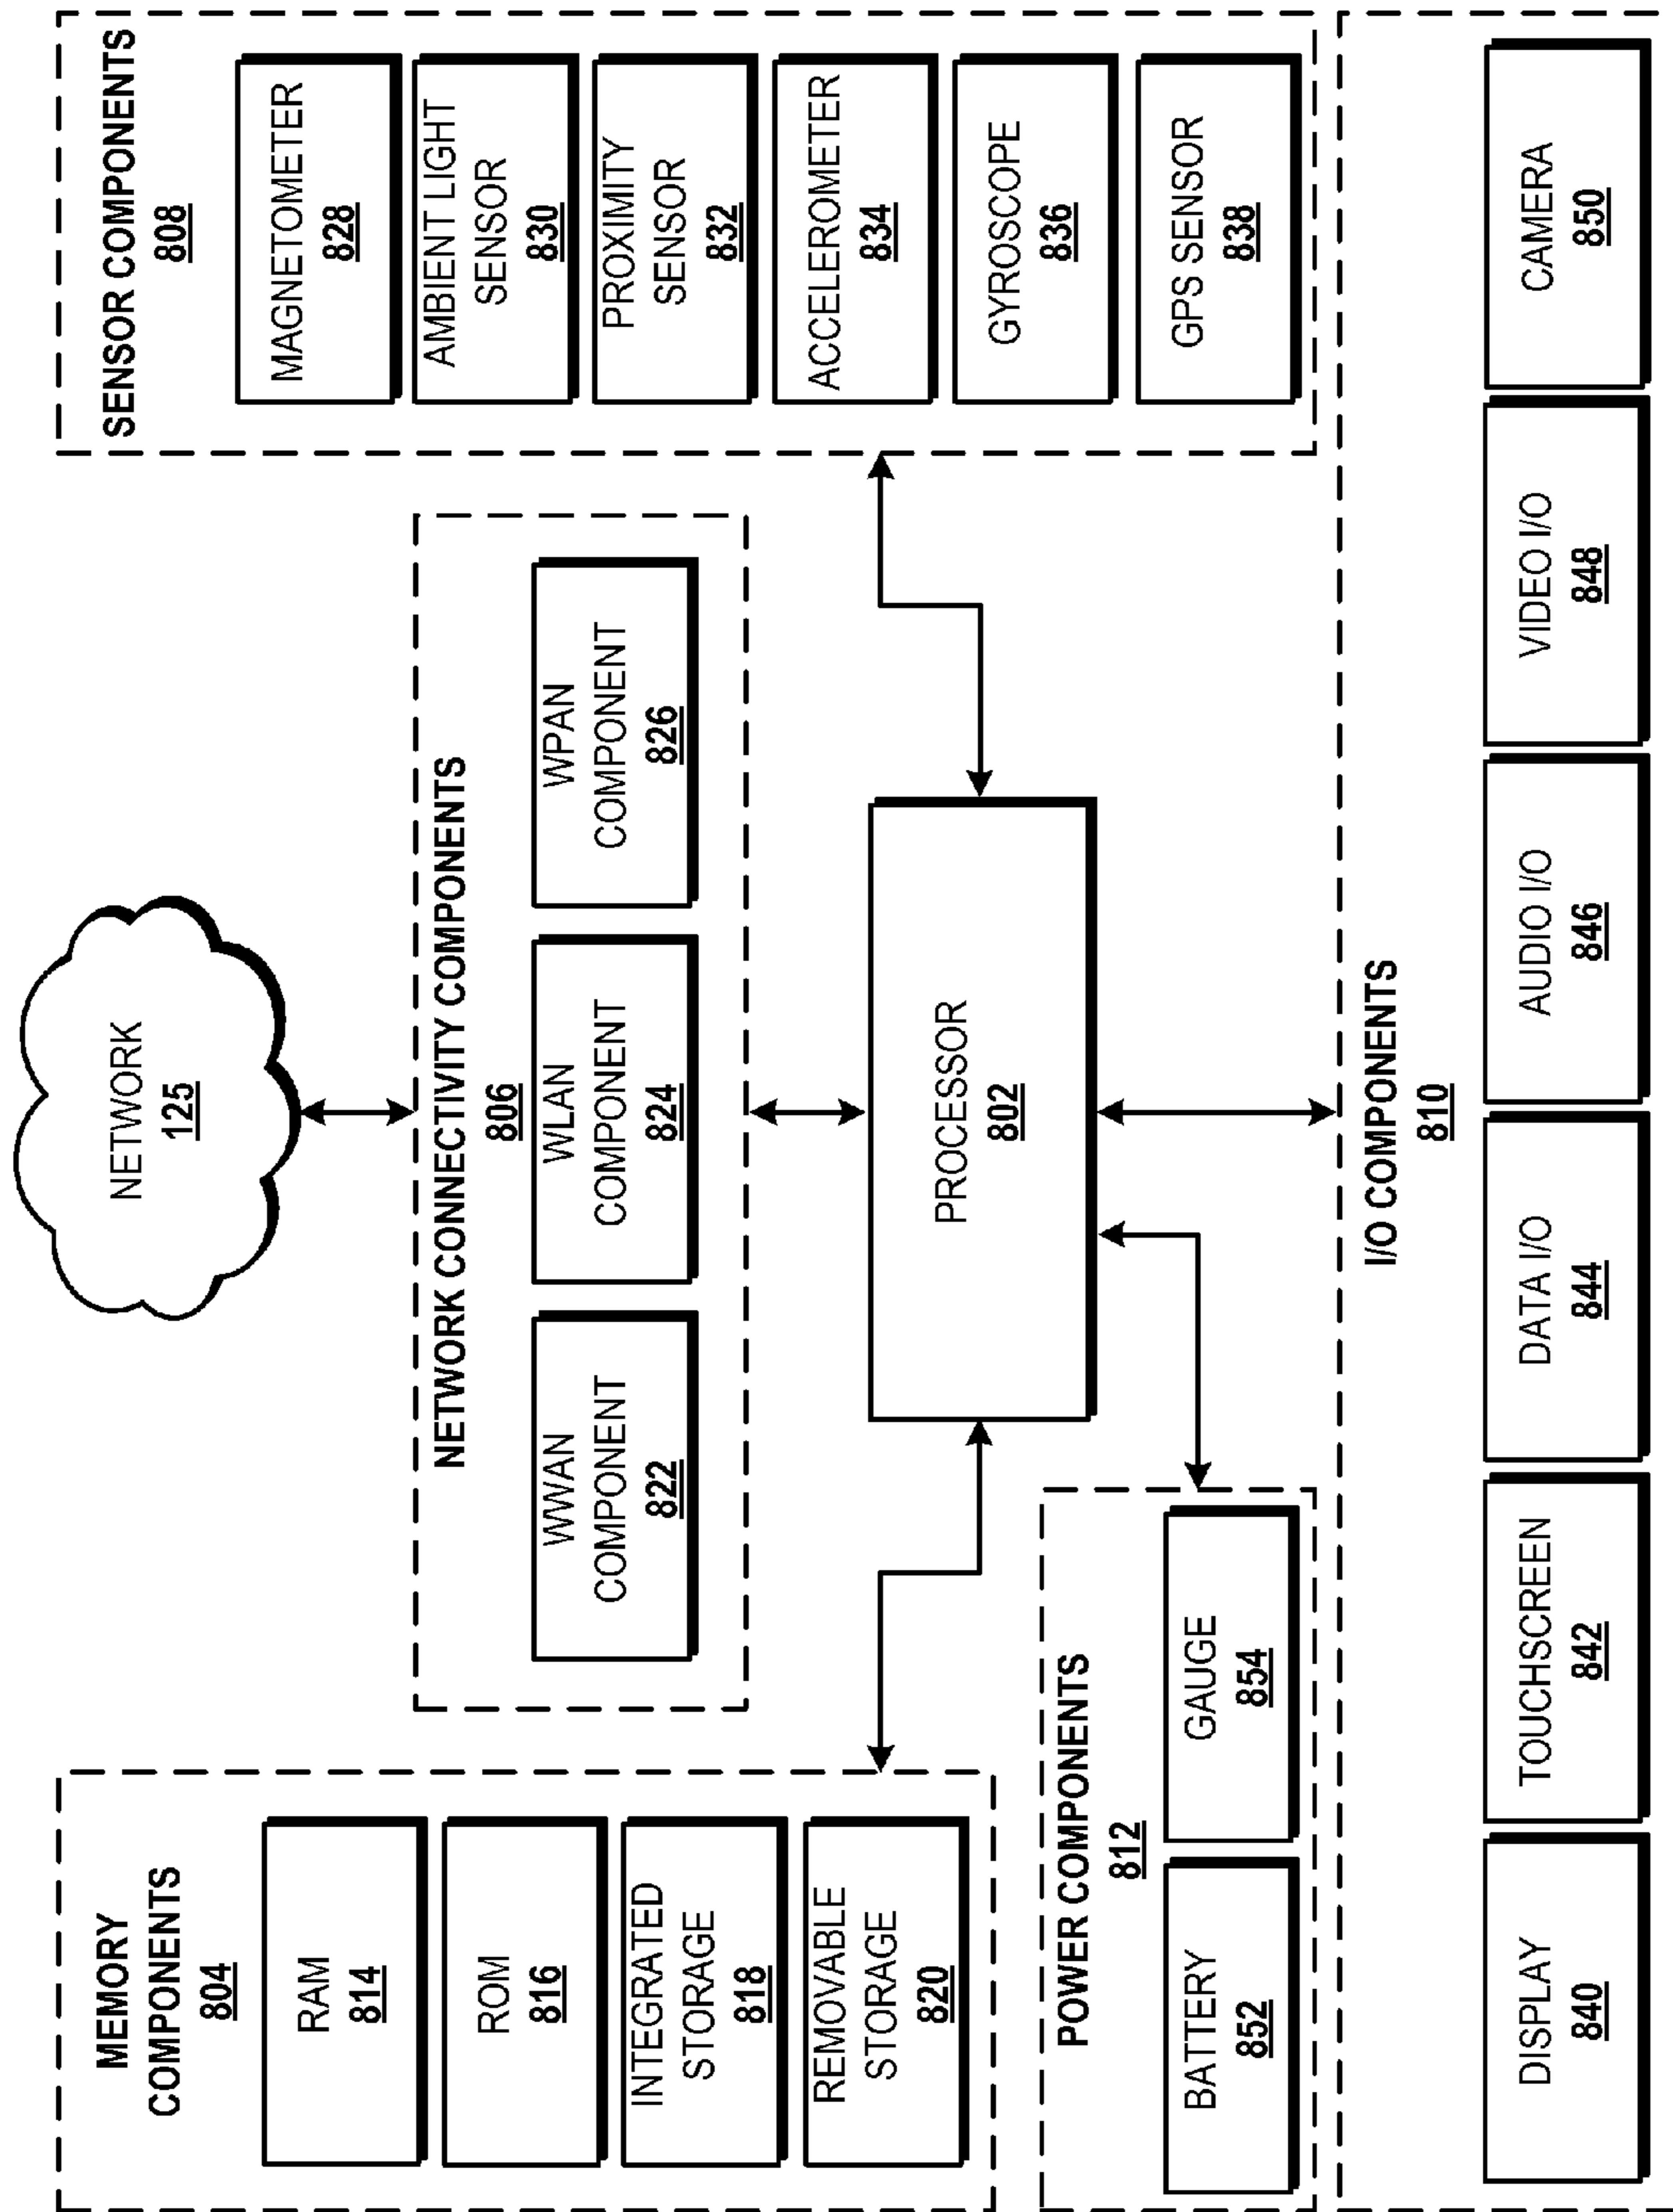 NETWORK
125
MEMORY
COMPONENTS
804
RAM
814
ROM
816
INTEGRATED
STORAGE
818
REMOVABLE
STORAGE
820
NETWORK CONNECTIVITY COMPONENTS
806
WWAN
COMPONENT
822
WLAN
COMPONENT
824
WPAN
COMPONENT
826
SENSOR COMPONENTS
808
MAGNETOMETER
828
AMBIENT LIGHT
SENSOR
830
PROXIMITY
SENSOR
832
ACCELEROMETER
834
GYROSCOPE
836
GPS SENSOR
838
PROCESSOR
802
POWER COMPONENTS
812
BATTERY
852
GAUGE
854
I/O COMPONENTS
810
DISPLAY
840
TOUCHSCREEN
842
DATA I/O
844
AUDIO I/O
846
VIDEO I/O
848
CAMERA
850